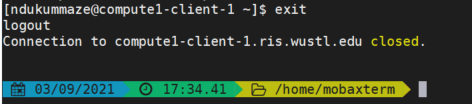 [ndukummaze@compute1-client-1 ~]$ exit
logout
Connection to compute1-client-1.ris.wustl.edu closed.
03/09/2021 17:34.41 /home/mobaxterm